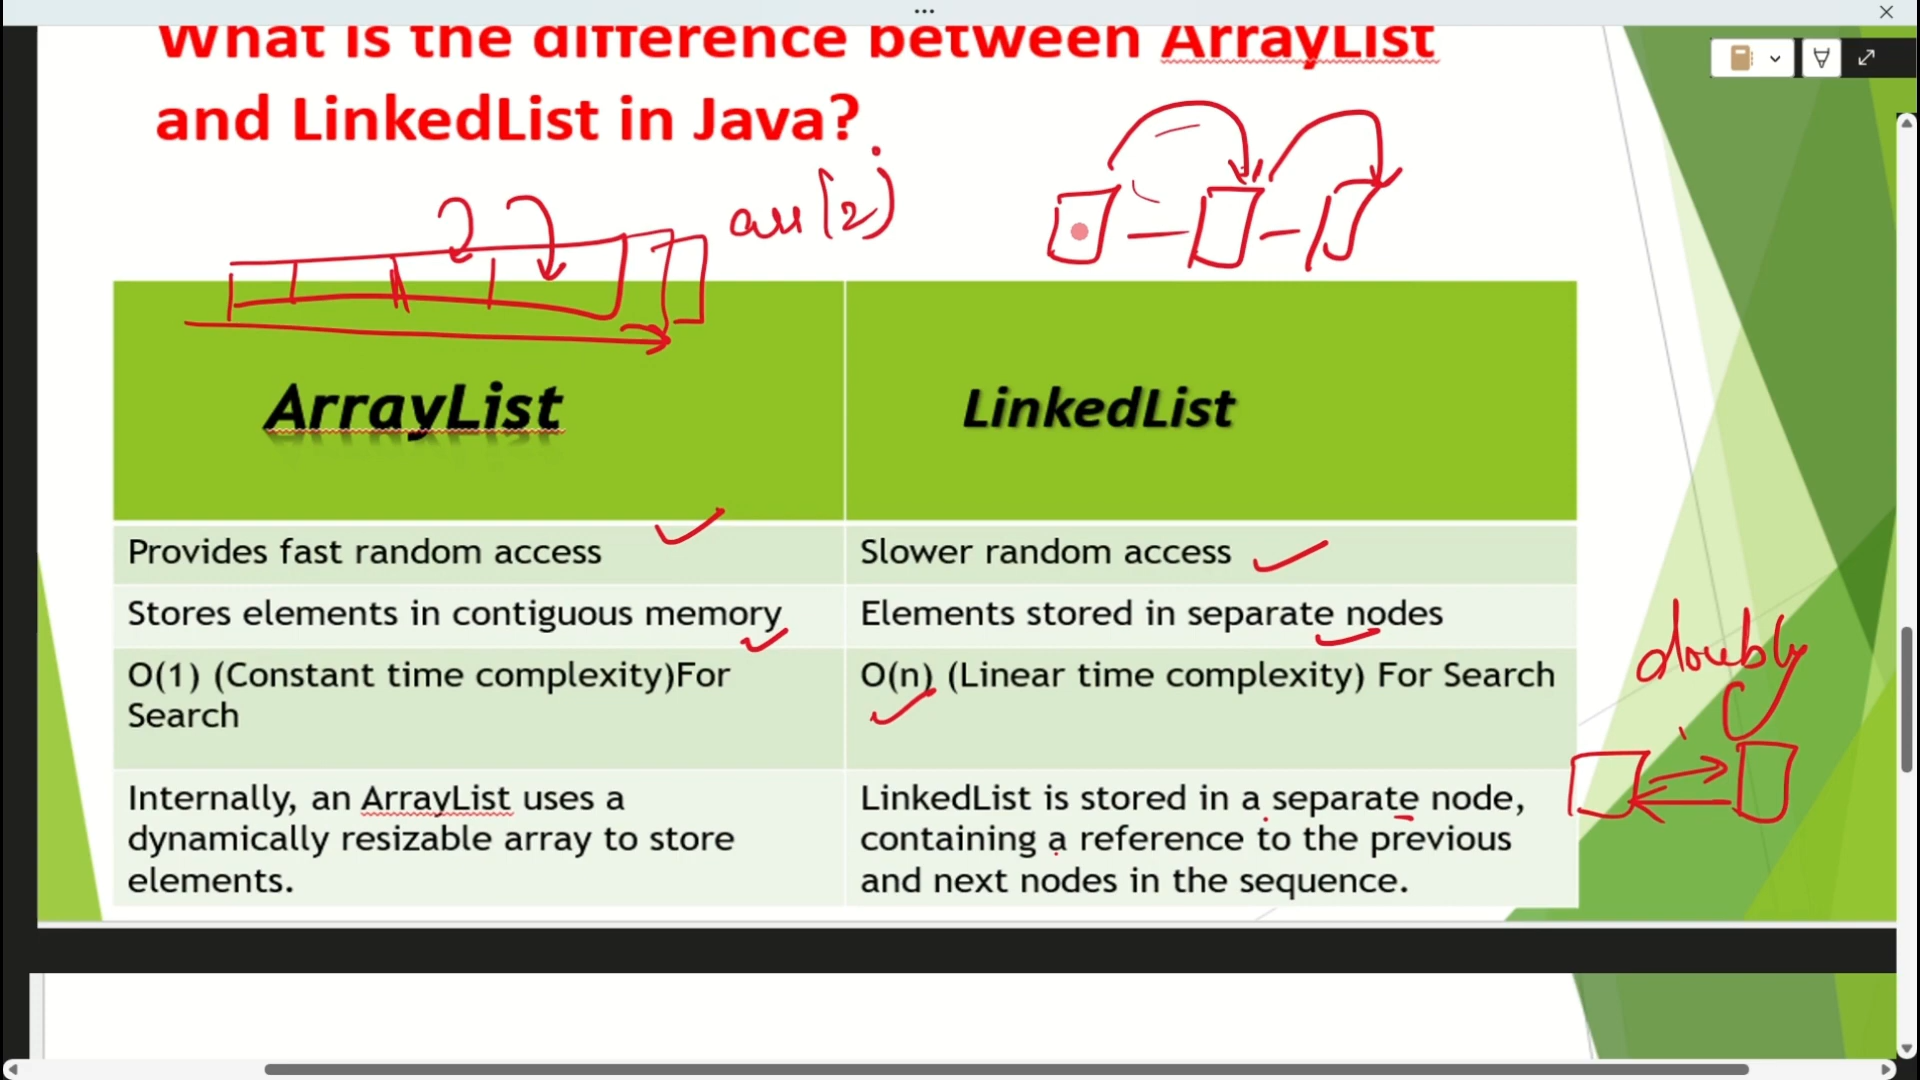 What is the difference between ArrayList
and LinkedList in Java?
arr[2]
ArrayList
LinkedList
Provides fast random access
Slower random access
Stores elements in contiguous memory
Elements stored in separate nodes
O(1) (Constant time complexity)For
Search
O(n) (Linear time complexity) For Search
doubly
Internally, an ArrayList uses a
dynamically resizable array to store
elements.
LinkedList is stored in a separate node,
containing a reference to the previous
and next nodes in the sequence.